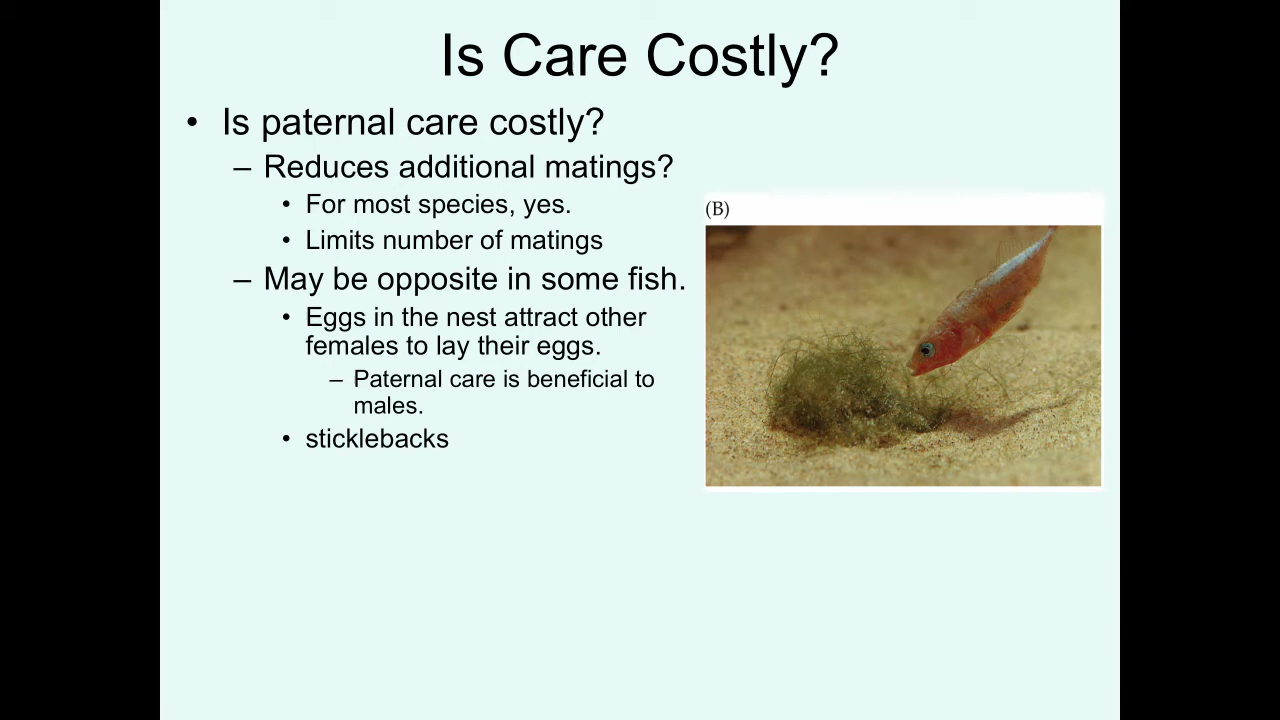 Is Care Costly?
• Is paternal care costly?
– Reduces additional matings?
• For most species, yes.
• Limits number of matings
– May be opposite in some fish.
• Eggs in the nest attract other
females to lay their eggs.
– Paternal care is beneficial to
males.
• sticklebacks
(B)